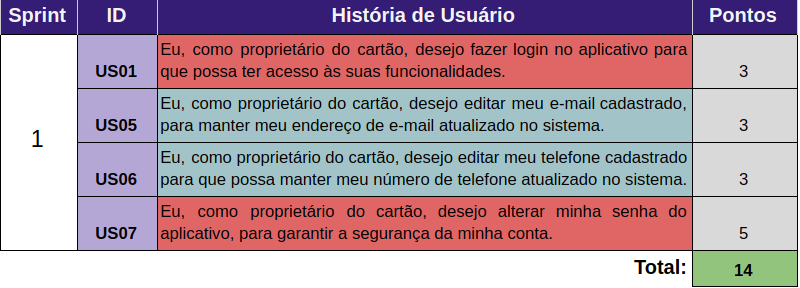 Sprint ID História de Usuário Pontos
1
US01 Eu, como proprietário do cartão, desejo fazer login no aplicativo para
que possa ter acesso às suas funcionalidades. 3
US05 Eu, como proprietário do cartão, desejo editar meu e-mail cadastrado,
para manter meu endereço de e-mail atualizado no sistema. 3
US06 Eu, como proprietário do cartão, desejo editar meu telefone cadastrado
para que possa manter meu número de telefone atualizado no sistema. 3
US07 Eu, como proprietário do cartão, desejo alterar minha senha do
aplicativo, para garantir a segurança da minha conta. 5
Total: 14